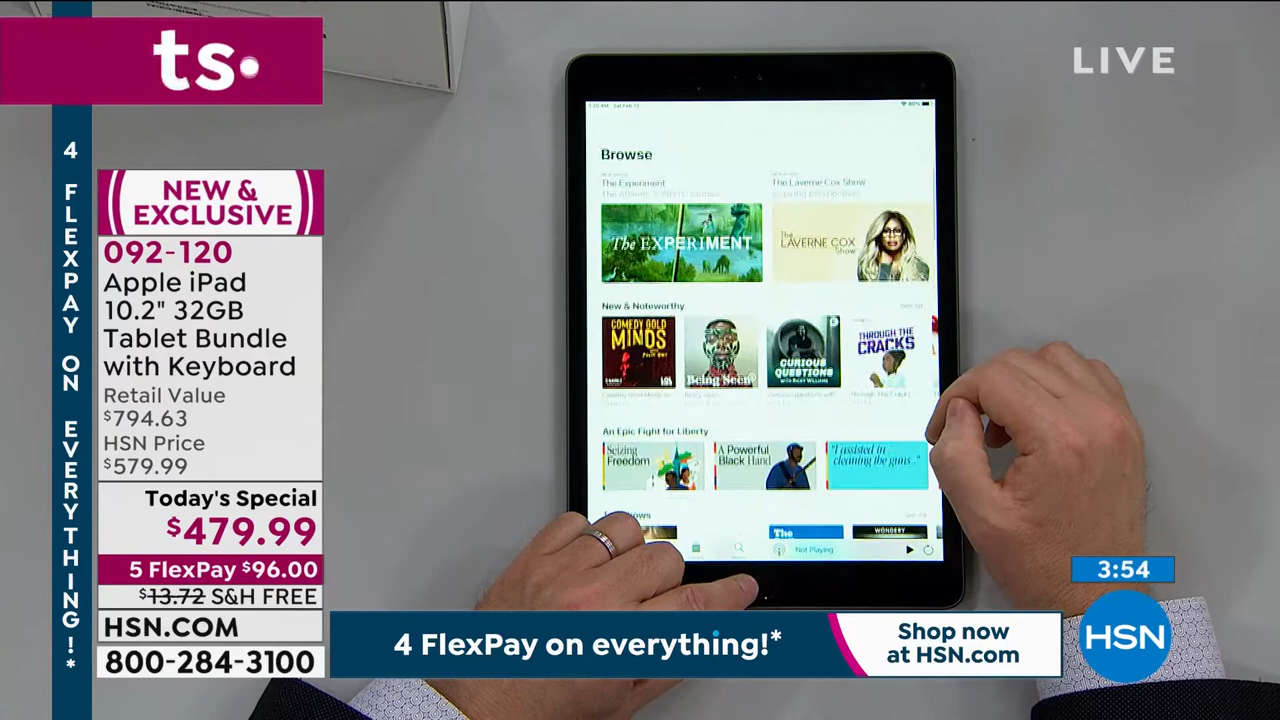 ts.
LIVE
4 FLEXPAY ON EVERYTHING!*
NEW &
EXCLUSIVE
092-120
Apple iPad
10.2" 32GB
Tablet Bundle
with Keyboard
Retail Value
$794.63
HSN Price
$579.99
Today's Special
$479.99
5 FlexPay $96.00
$13.72 S&H FREE
HSN.COM
800-284-3100
80%
Browse
The Experiment
The Laverne Cox Show
The EXPERIMENT
The
LAVERNE COX
Show
New & Noteworthy
See All
COMEDY GOLD
MINDS
Being Seen
CURIOUS
QUESTIONS
THROUGH THE
CRACKS
An Epic Fight for Liberty
Seizing
Freedom
A Powerful
Black Hand
"I assisted in
cleaning the guns..."
The
WONDERY
Not Playing
3:54
4 FlexPay on everything!*
Shop now
at HSN.com
HSN